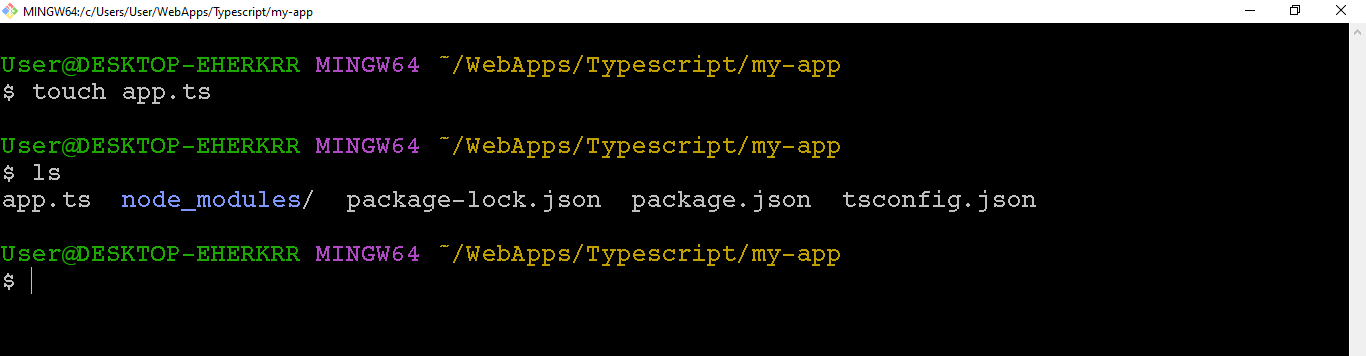 MINGW64:/c/Users/User/WebApps/Typescript/my-app
User@DESKTOP-EHERKRR MINGW64 ~/WebApps/Typescript/my-app
$ touch app.ts
User@DESKTOP-EHERKRR MINGW64 ~/WebApps/Typescript/my-app
$ ls
app.ts  node_modules/  package-lock.json  package.json  tsconfig.json
User@DESKTOP-EHERKRR MINGW64 ~/WebApps/Typescript/my-app
$